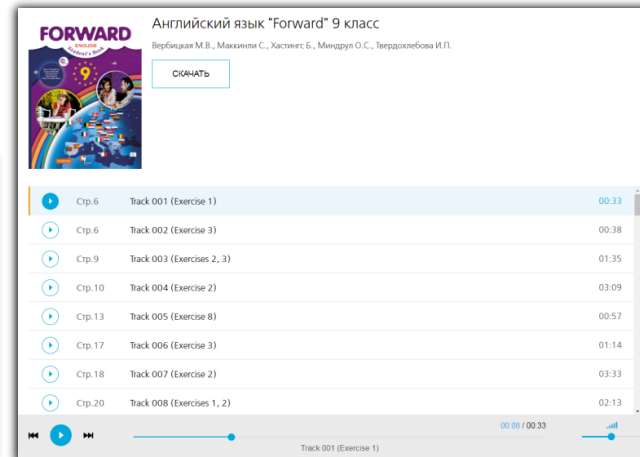 Английский язык "Forward" 9 класс
Вербицкая М.В., Маккинли С., Хастингс Б., Миндрул О.С., Твердохлебова И.П.
СКАЧАТЬ
FORWARD
ENGLISH
Student's Book
9
Стр.6 Track 001 (Exercise 1) 00:33
Стр.6 Track 002 (Exercise 3) 00:38
Стр.9 Track 003 (Exercises 2, 3) 01:35
Стр.10 Track 004 (Exercise 2) 03:09
Стр.13 Track 005 (Exercise 8) 00:57
Стр.17 Track 006 (Exercise 3) 01:14
Стр.18 Track 007 (Exercise 2) 03:33
Стр.20 Track 008 (Exercises 1, 2) 02:13
00:08 / 00:33
Track 001 (Exercise 1)